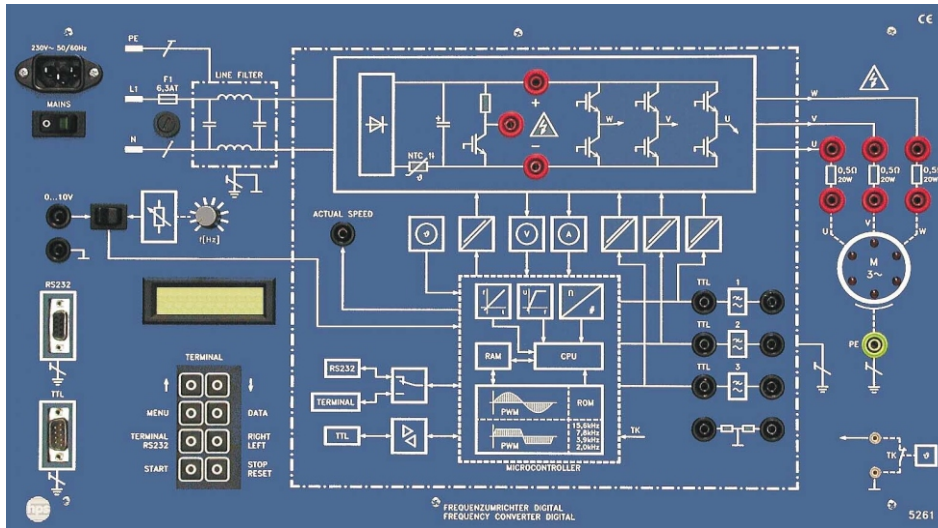 230V~ 50/60Hz
MAINS
PE
L1
F1
6,3AT
N
LINE FILTER
NTC
+
−
W
V
U
W
V
U
0,5Ω
20W
0,5Ω
20W
0,5Ω
20W
U
V
W
M
3~
PE
0...10V
f[Hz]
ACTUAL SPEED
V
A
RS232
TERMINAL
MENU
DATA
TERMINAL
RS232
RIGHT
LEFT
START
STOP
RESET
TTL
RS232
TERMINAL
TTL
RAM
CPU
PWM
PWM
ROM
15,6kHz
7,8kHz
3,9kHz
2,0kHz
MICROCONTROLLER
TK
TTL
1
TTL
2
TTL
3
TK
hps
FREQUENZUMRICHTER DIGITAL
FREQUENCY CONVERTER DIGITAL
5261
CE